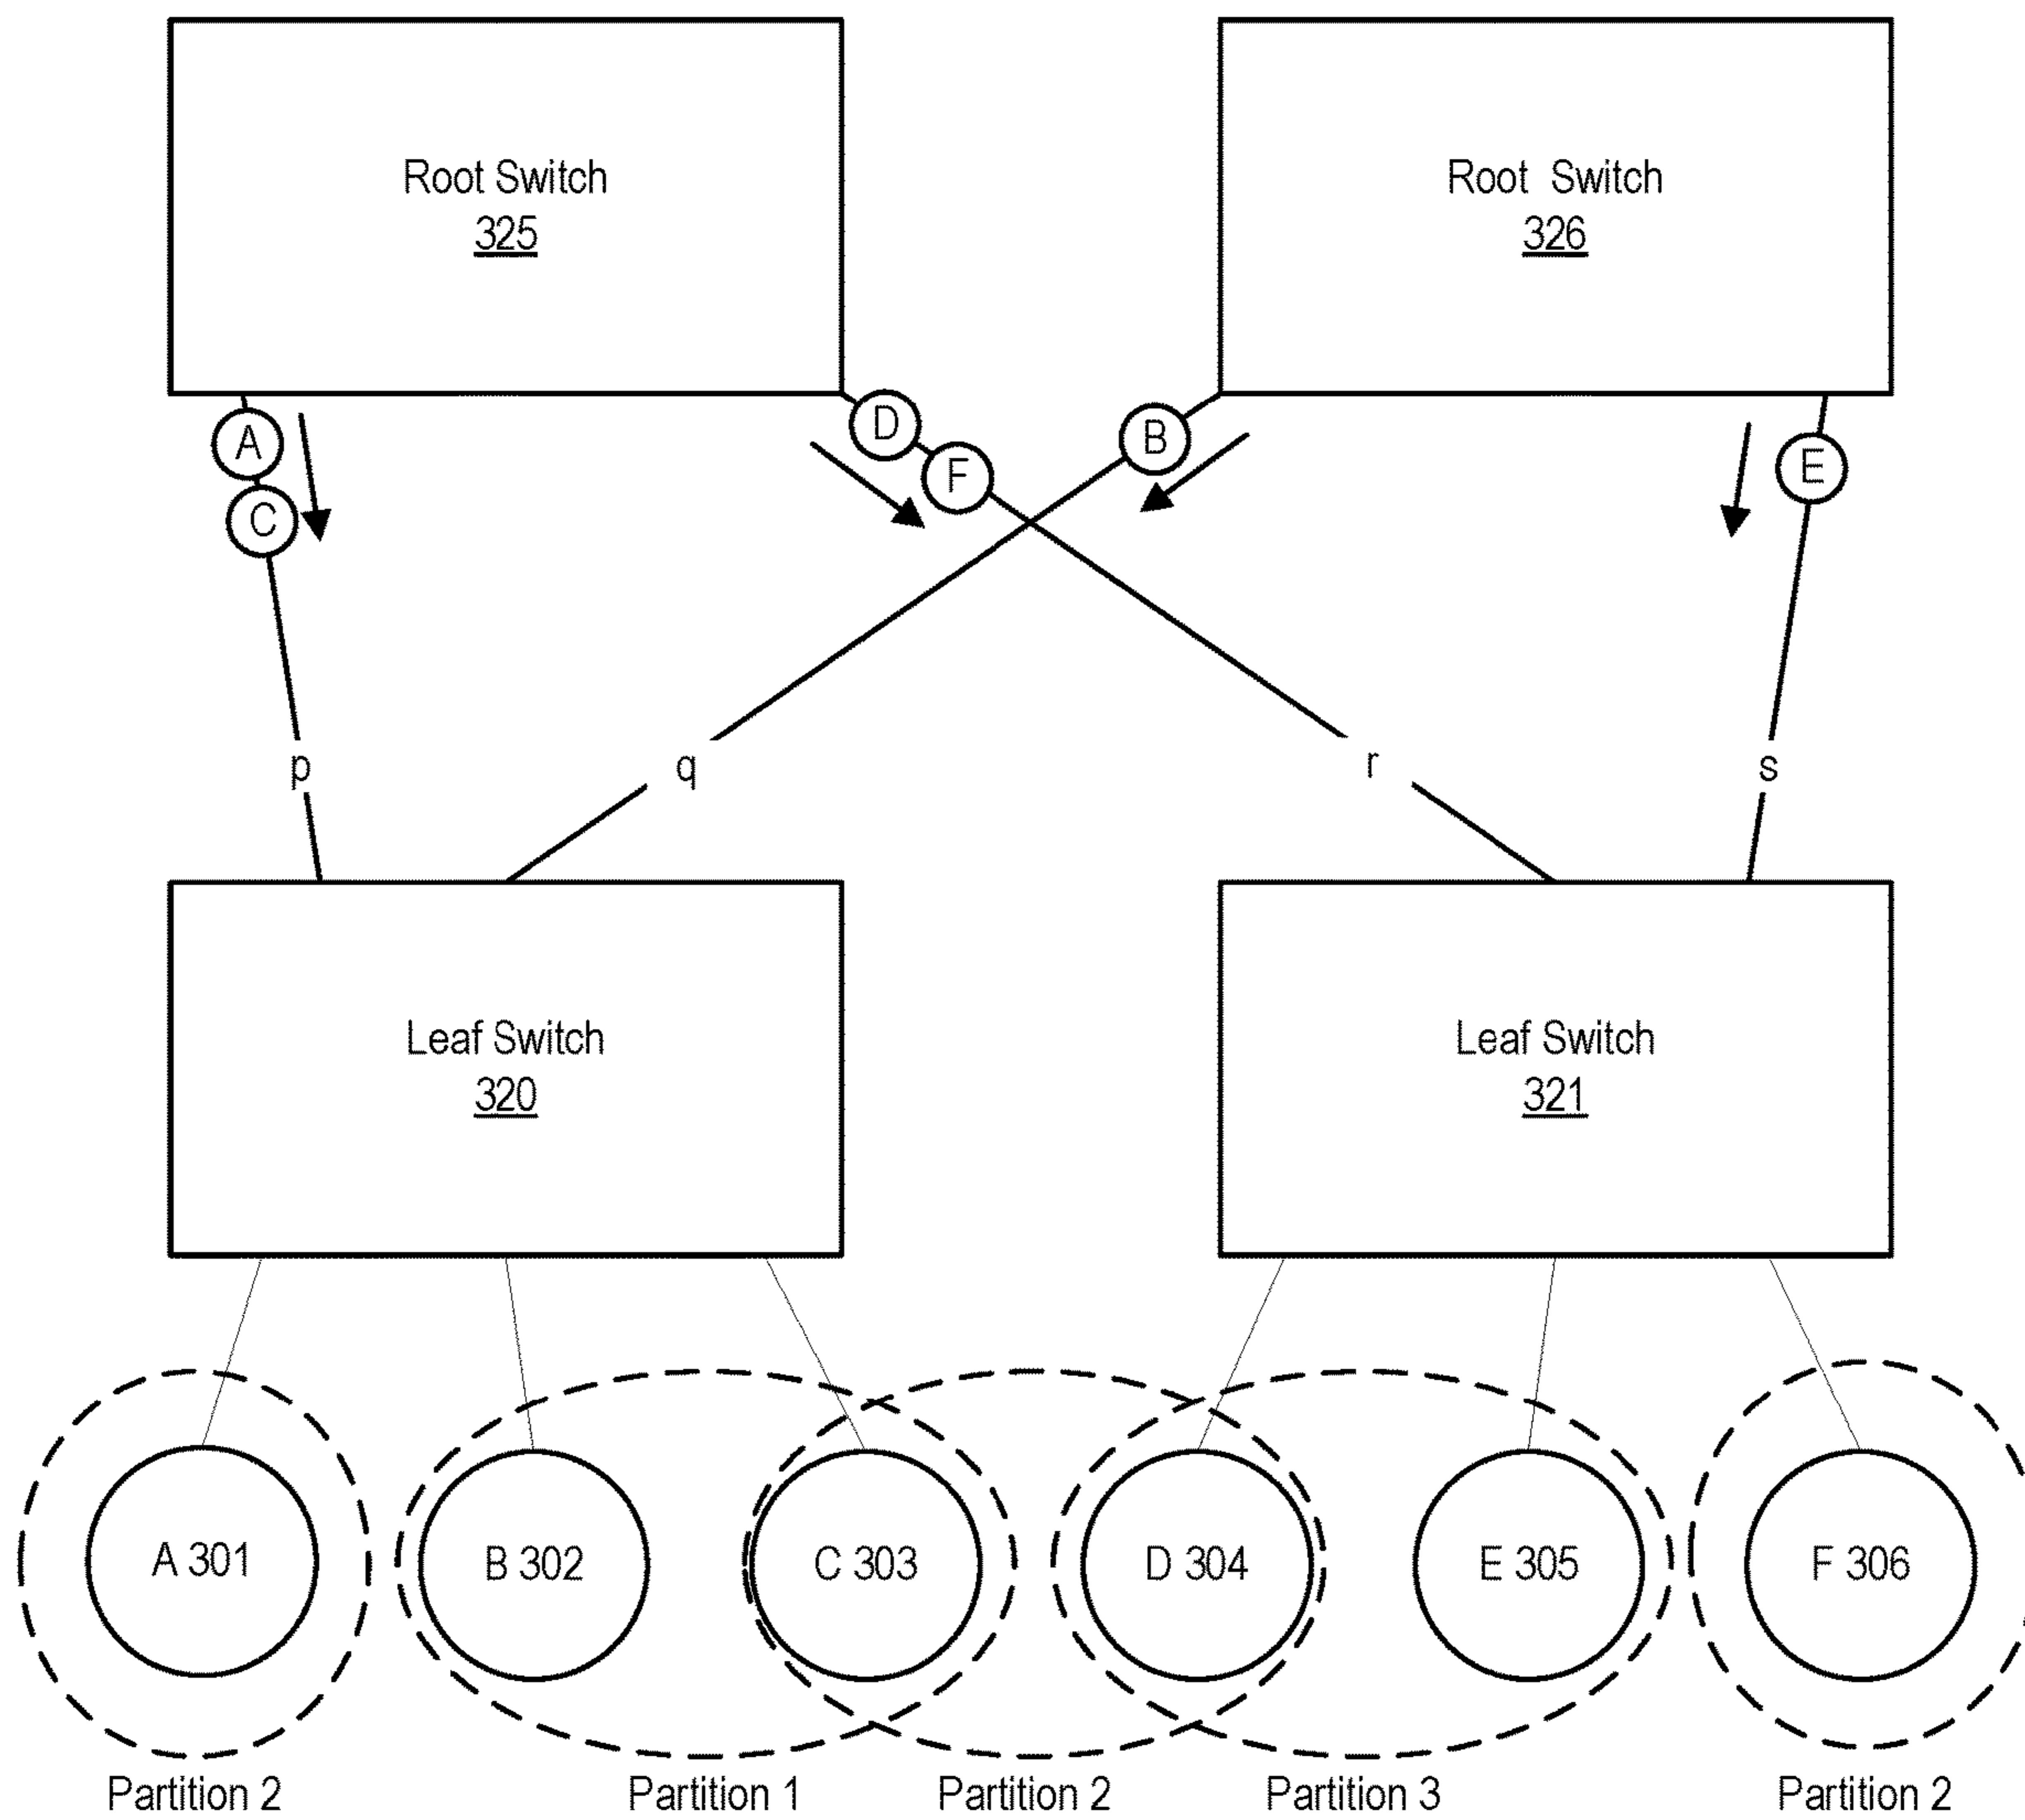 Root Switch
325
Root Switch
326
A
C
D
F
B
E
p
q
r
s
Leaf Switch
320
Leaf Switch
321
A 301
B 302
C 303
D 304
E 305
F 306
Partition 2
Partition 1
Partition 2
Partition 3
Partition 2